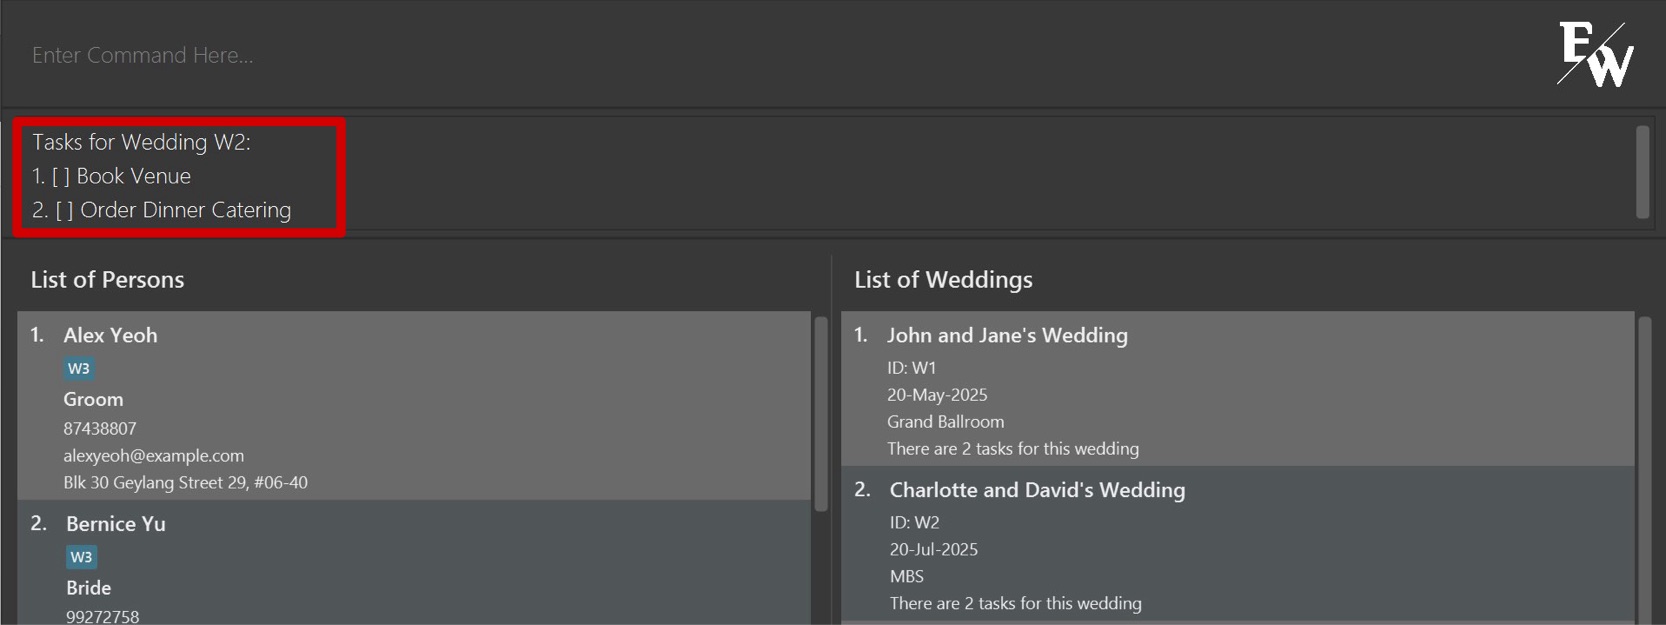 Enter Command Here...
E/W
Tasks for Wedding W2:
1. [ ] Book Venue
2. [ ] Order Dinner Catering
List of Persons
1. Alex Yeoh
W3
Groom
87438807
alexyeoh@example.com
Blk 30 Geylang Street 29, #06-40
2. Bernice Yu
W3
Bride
99272758
List of Weddings
1. John and Jane's Wedding
ID: W1
20-May-2025
Grand Ballroom
There are 2 tasks for this wedding
2. Charlotte and David's Wedding
ID: W2
20-Jul-2025
MBS
There are 2 tasks for this wedding